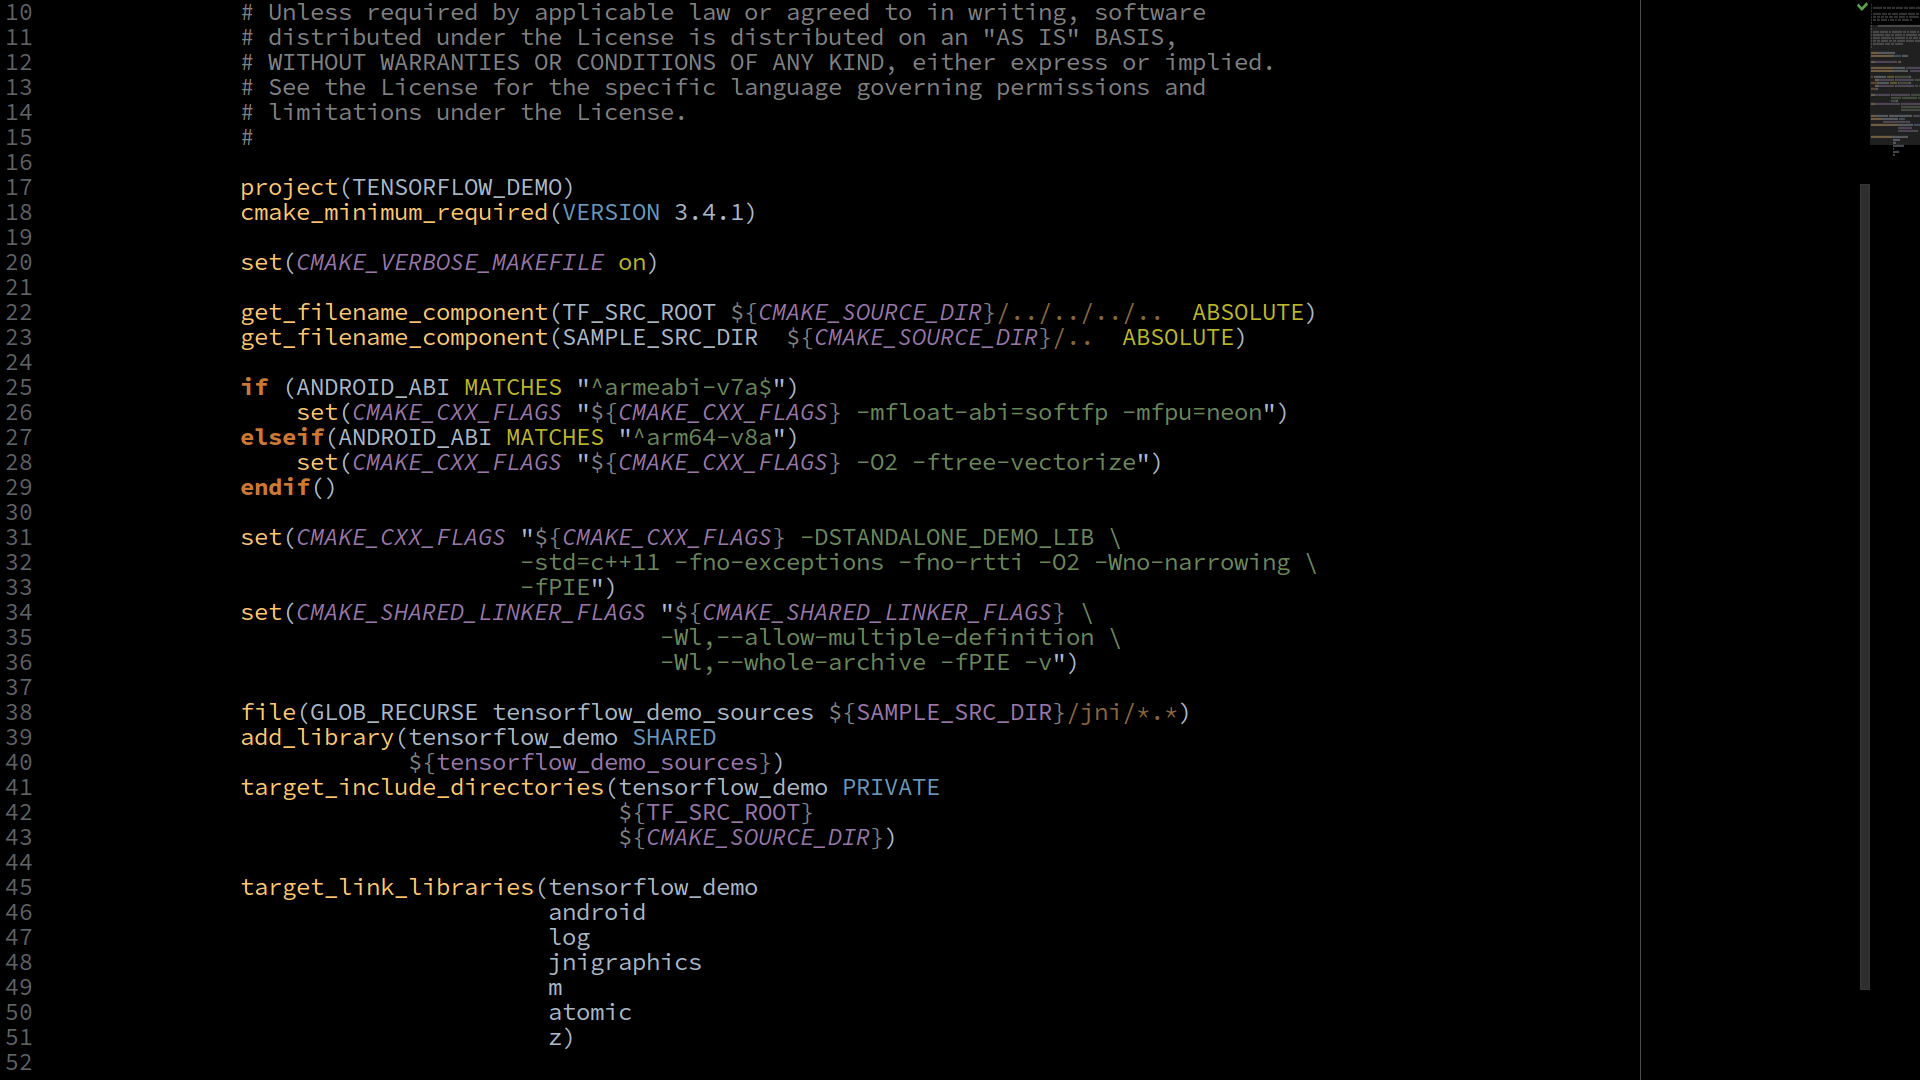 10 # Unless required by applicable law or agreed to in writing, software
11 # distributed under the License is distributed on an "AS IS" BASIS,
12 # WITHOUT WARRANTIES OR CONDITIONS OF ANY KIND, either express or implied.
13 # See the License for the specific language governing permissions and
14 # limitations under the License.
15 #
16
17 project(TENSORFLOW_DEMO)
18 cmake_minimum_required(VERSION 3.4.1)
19
20 set(CMAKE_VERBOSE_MAKEFILE on)
21
22 get_filename_component(TF_SRC_ROOT ${CMAKE_SOURCE_DIR}/../../../..  ABSOLUTE)
23 get_filename_component(SAMPLE_SRC_DIR  ${CMAKE_SOURCE_DIR}/..  ABSOLUTE)
24
25 if (ANDROID_ABI MATCHES "^armeabi-v7a$")
26     set(CMAKE_CXX_FLAGS "${CMAKE_CXX_FLAGS} -mfloat-abi=softfp -mfpu=neon")
27 elseif(ANDROID_ABI MATCHES "^arm64-v8a")
28     set(CMAKE_CXX_FLAGS "${CMAKE_CXX_FLAGS} -O2 -ftree-vectorize")
29 endif()
30
31 set(CMAKE_CXX_FLAGS "${CMAKE_CXX_FLAGS} -DSTANDALONE_DEMO_LIB \
32                     -std=c++11 -fno-exceptions -fno-rtti -O2 -Wno-narrowing \
33                     -fPIE")
34 set(CMAKE_SHARED_LINKER_FLAGS "${CMAKE_SHARED_LINKER_FLAGS} \
35                               -Wl,--allow-multiple-definition \
36                               -Wl,--whole-archive -fPIE -v")
37
38 file(GLOB_RECURSE tensorflow_demo_sources ${SAMPLE_SRC_DIR}/jni/*.*)
39 add_library(tensorflow_demo SHARED
40             ${tensorflow_demo_sources})
41 target_include_directories(tensorflow_demo PRIVATE
42                            ${TF_SRC_ROOT}
43                            ${CMAKE_SOURCE_DIR})
44
45 target_link_libraries(tensorflow_demo
46                       android
47                       log
48                       jnigraphics
49                       m
50                       atomic
51                       z)
52